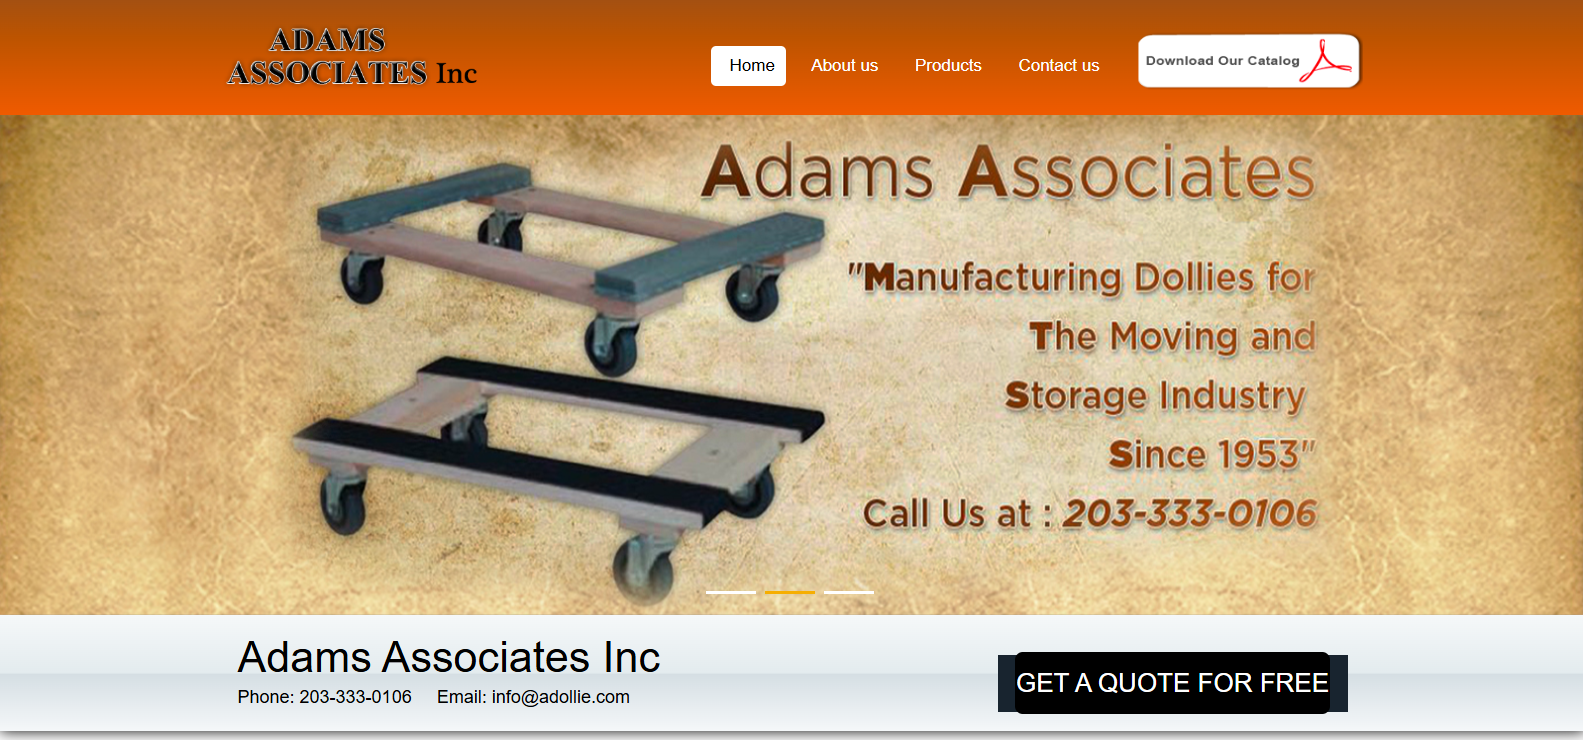 ADAMS
ASSOCIATES Inc
Home
About us
Products
Contact us
Download Our Catalog
Adams Associates
"Manufacturing Dollies for
The Moving and
Storage Industry
Since 1953"
Call Us at : 203-333-0106
Adams Associates Inc
Phone: 203-333-0106 Email: info@adollie.com
GET A QUOTE FOR FREE